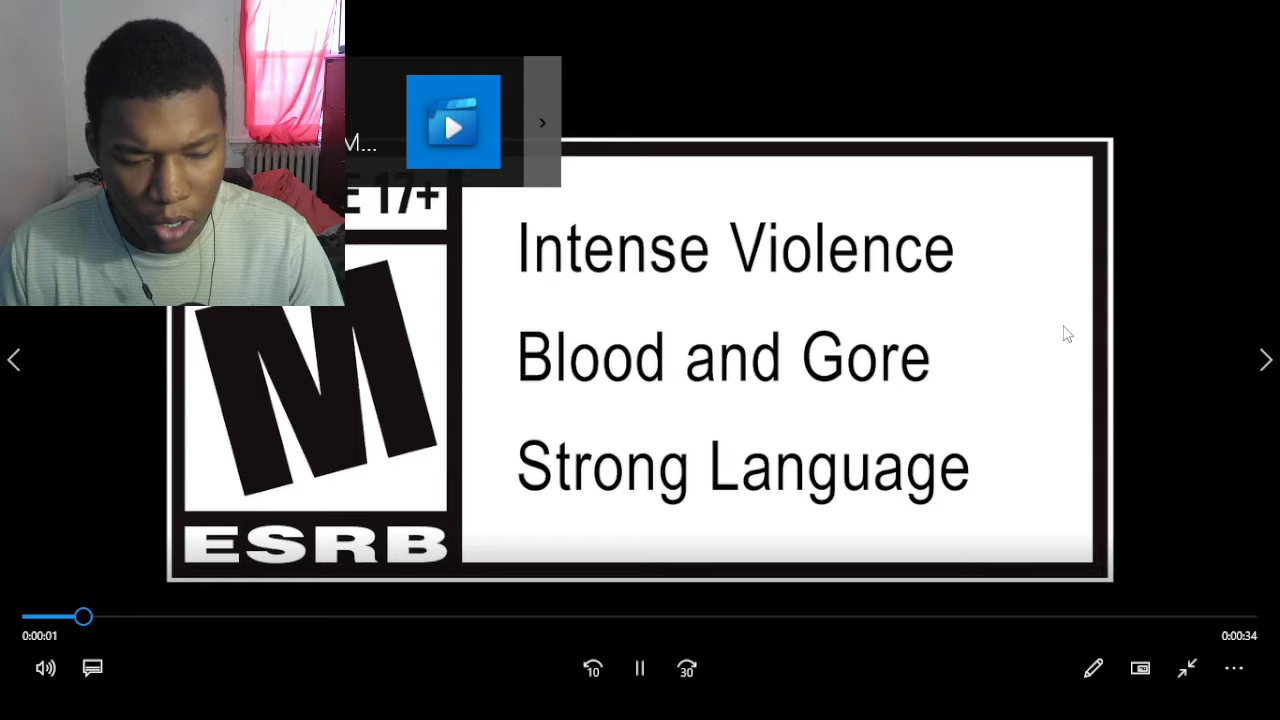 M...
E 17+
Intense Violence
Blood and Gore
Strong Language
M
ESRB
0:00:01
0:00:34
10
30